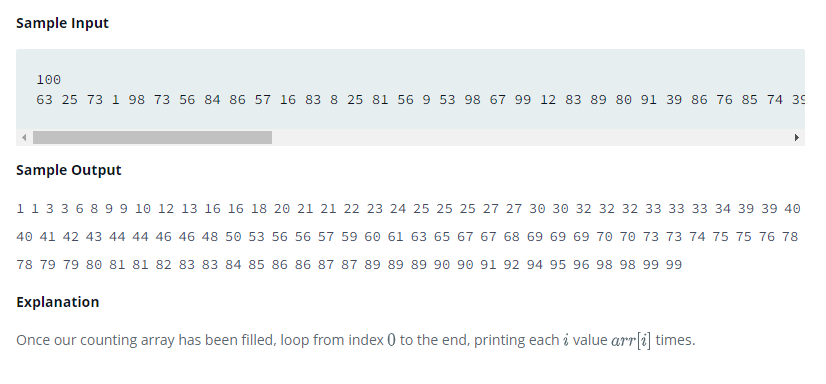 Sample Input
100
63 25 73 1 98 73 56 84 86 57 16 83 8 25 81 56 9 53 98 67 99 12 83 89 80 91 39 86 76 85 74 39
Sample Output
1 1 3 3 6 8 9 9 10 12 13 16 16 18 20 21 21 22 23 24 25 25 25 27 27 30 30 32 32 32 33 33 33 34 39 39 40
40 41 42 43 44 44 46 46 48 50 53 56 56 57 59 60 61 63 65 67 67 68 69 69 69 70 70 73 73 74 75 75 76 78
78 79 79 80 81 81 82 83 83 84 85 86 86 87 87 89 89 89 90 90 91 92 94 95 96 98 98 99 99
Explanation
Once our counting array has been filled, loop from index 0 to the end, printing each i value arr[i] times.